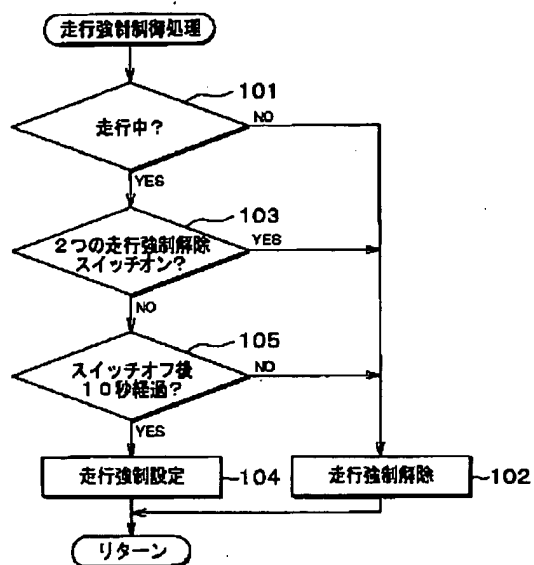 走行強制制御処理
101
走行中?
NO
YES
103
2つの走行強制解除
スイッチオン?
YES
NO
105
スイッチオフ後
10秒経過?
NO
YES
走行強制設定
104
走行強制解除
102
リターン